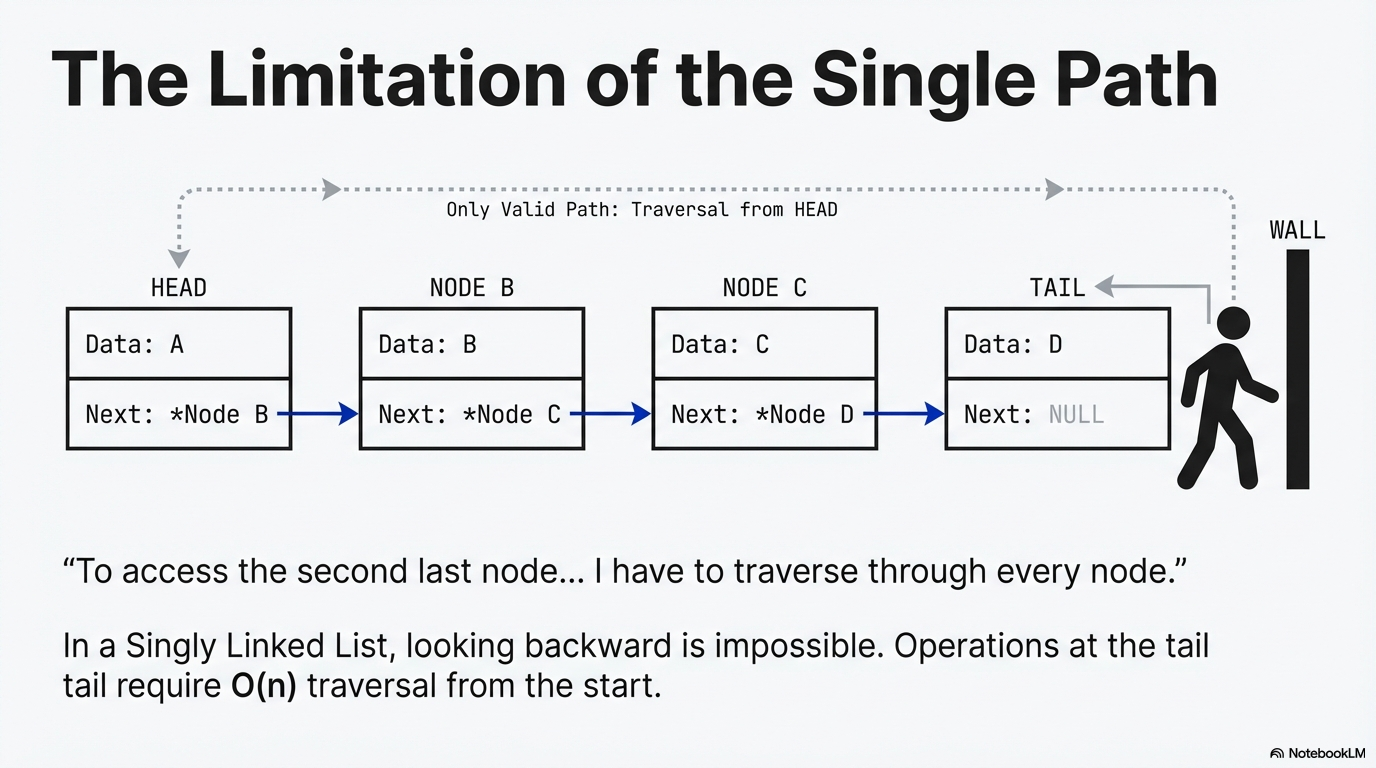 The Limitation of the Single Path
Only Valid Path: Traversal from HEAD
WALL
HEAD
NODE B
NODE C
TAIL
Data: A
Data: B
Data: C
Data: D
Next: *Node B
Next: *Node C
Next: *Node D
Next: NULL
“To access the second last node... I have to traverse through every node.”
In a Singly Linked List, looking backward is impossible. Operations at the tail
tail require O(n) traversal from the start.
NotebookLM